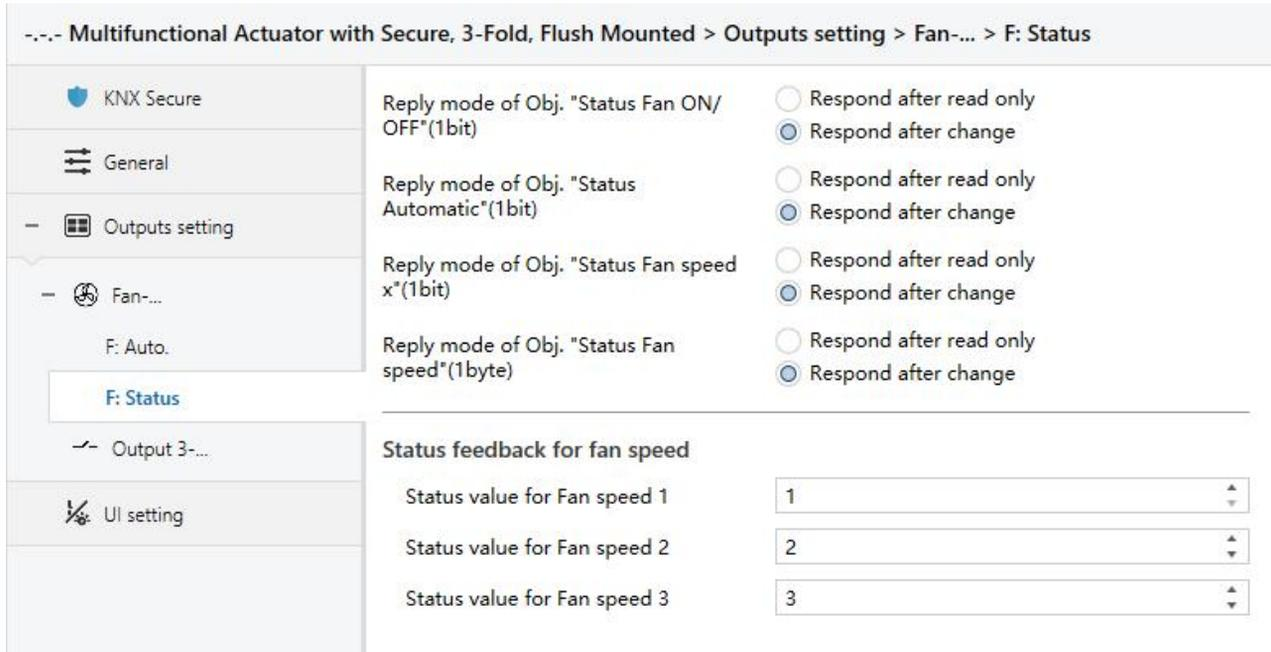 -.-.- Multifunctional Actuator with Secure, 3-Fold, Flush Mounted > Outputs setting > Fan-... > F: Status
KNX Secure
General
Outputs setting
Fan-...
F: Auto.
F: Status
Output 3-...
UI setting
Reply mode of Obj. "Status Fan ON/
OFF"(1bit)
Respond after read only
Respond after change
Reply mode of Obj. "Status
Automatic"(1bit)
Respond after read only
Respond after change
Reply mode of Obj. "Status Fan speed
x"(1bit)
Respond after read only
Respond after change
Reply mode of Obj. "Status Fan
speed"(1byte)
Respond after read only
Respond after change
Status feedback for fan speed
Status value for Fan speed 1
1
Status value for Fan speed 2
2
Status value for Fan speed 3
3